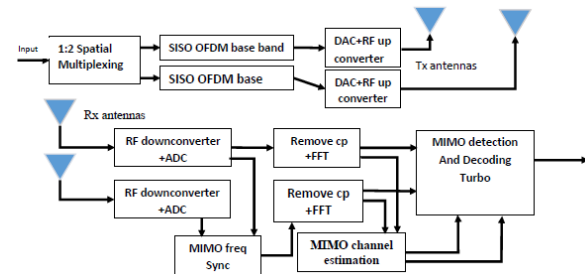 Input
1:2 Spatial
Multiplexing
SISO OFDM base band
DAC+RF up
converter
SISO OFDM base
DAC+RF up
converter
Tx antennas
Rx antennas
RF downconverter
+ADC
Remove cp
+FFT
MIMO detection
And Decoding
Turbo
RF downconverter
+ADC
Remove cp
+FFT
MIMO freq
Sync
MIMO channel
estimation